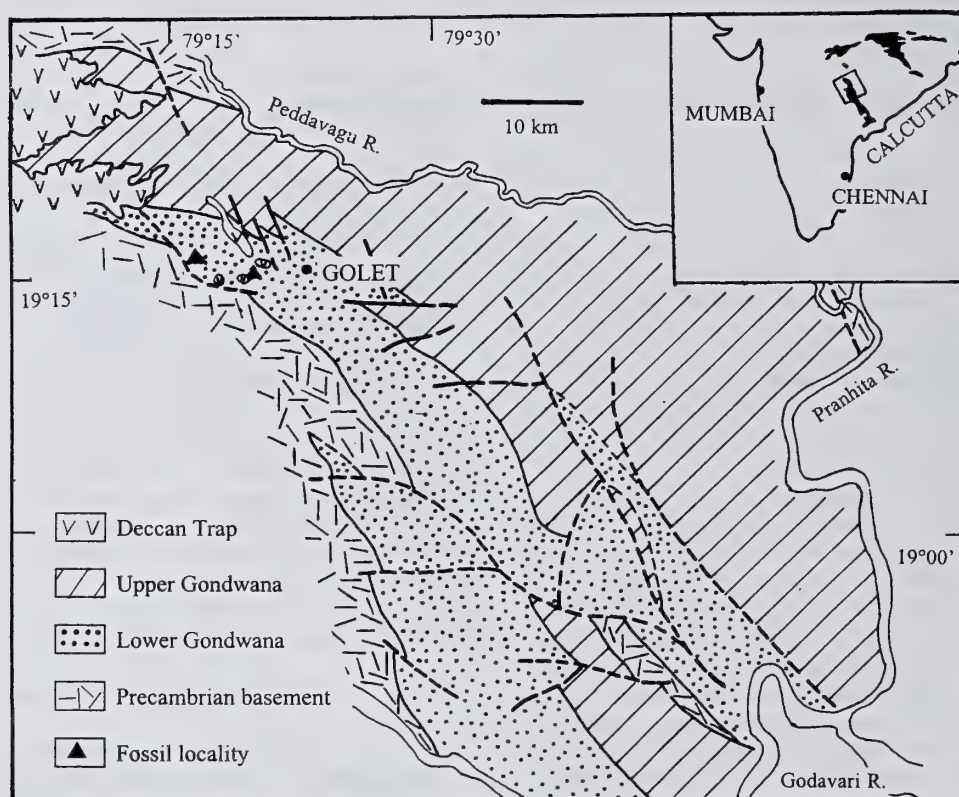 79°15'
79°30'
Peddavagu R.
10 km
MUMBAI
CALCUTTA
CHENNAI
GOLET
19°15'
Pranhita R.
19°00'
V V Deccan Trap
Upper Gondwana
Lower Gondwana
Precambrian basement
Fossil locality
Godavari R.